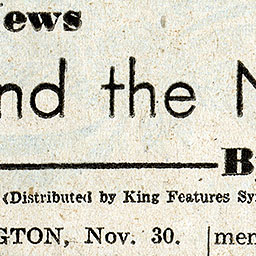 ews
nd the N
B
(Distributed by King Features Sy
GTON, Nov. 30. men